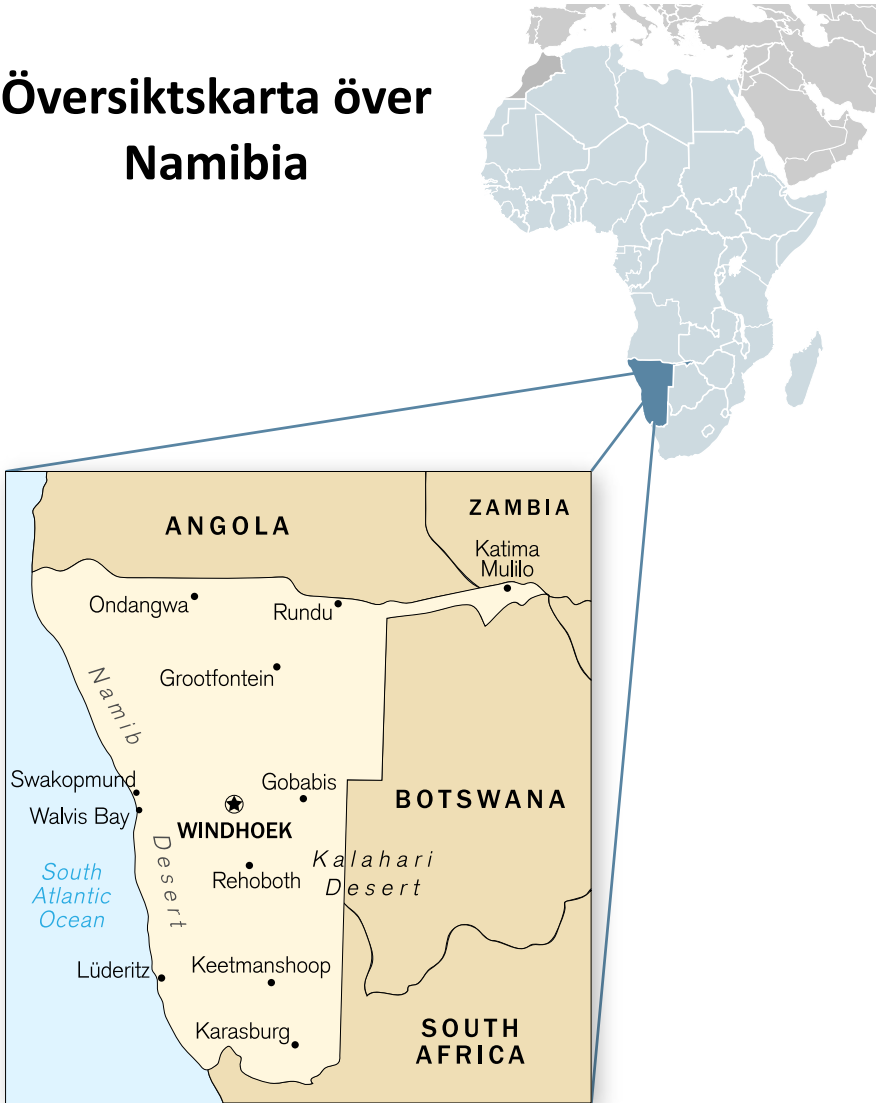 Översiktskarta över
Namibia
ANGOLA
ZAMBIA
Katima
Mulilo
Ondangwa
Rundu
Grootfontein
Namib
Desert
Swakopmund
Walvis Bay
Gobabis
WINDHOEK
BOTSWANA
Kalahari
Desert
Rehoboth
South
Atlantic
Ocean
Lüderitz
Keetmanshoop
Karasburg
SOUTH
AFRICA